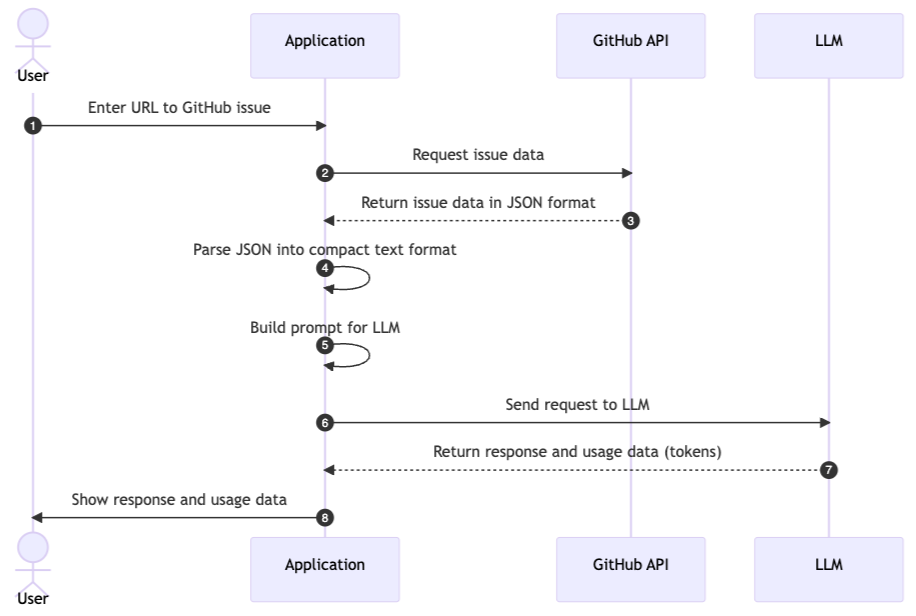 Application
GitHub API
LLM
User
Enter URL to GitHub issue
1
Request issue data
2
Return issue data in JSON format
3
Parse JSON into compact text format
4
Build prompt for LLM
5
Send request to LLM
6
Return response and usage data (tokens)
7
Show response and usage data
8
Application
GitHub API
LLM
User